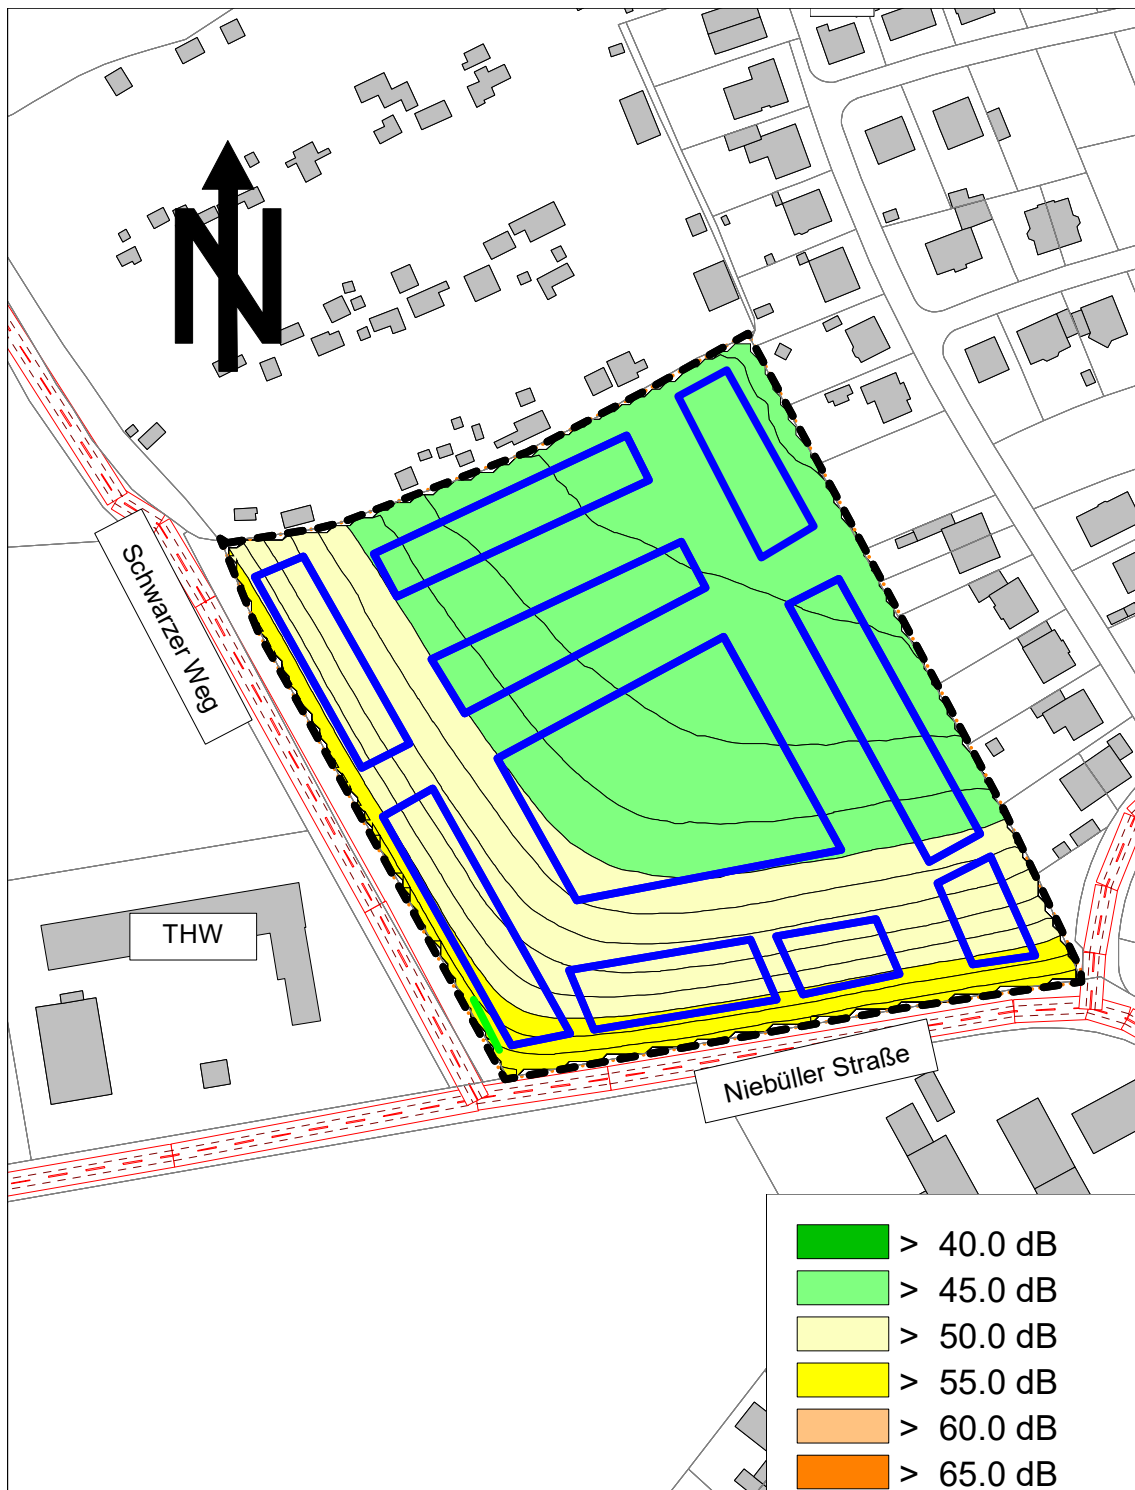 N
Schwarzer Weg
THW
Niebüller Straße
> 40.0 dB
> 45.0 dB
> 50.0 dB
> 55.0 dB
> 60.0 dB
> 65.0 dB